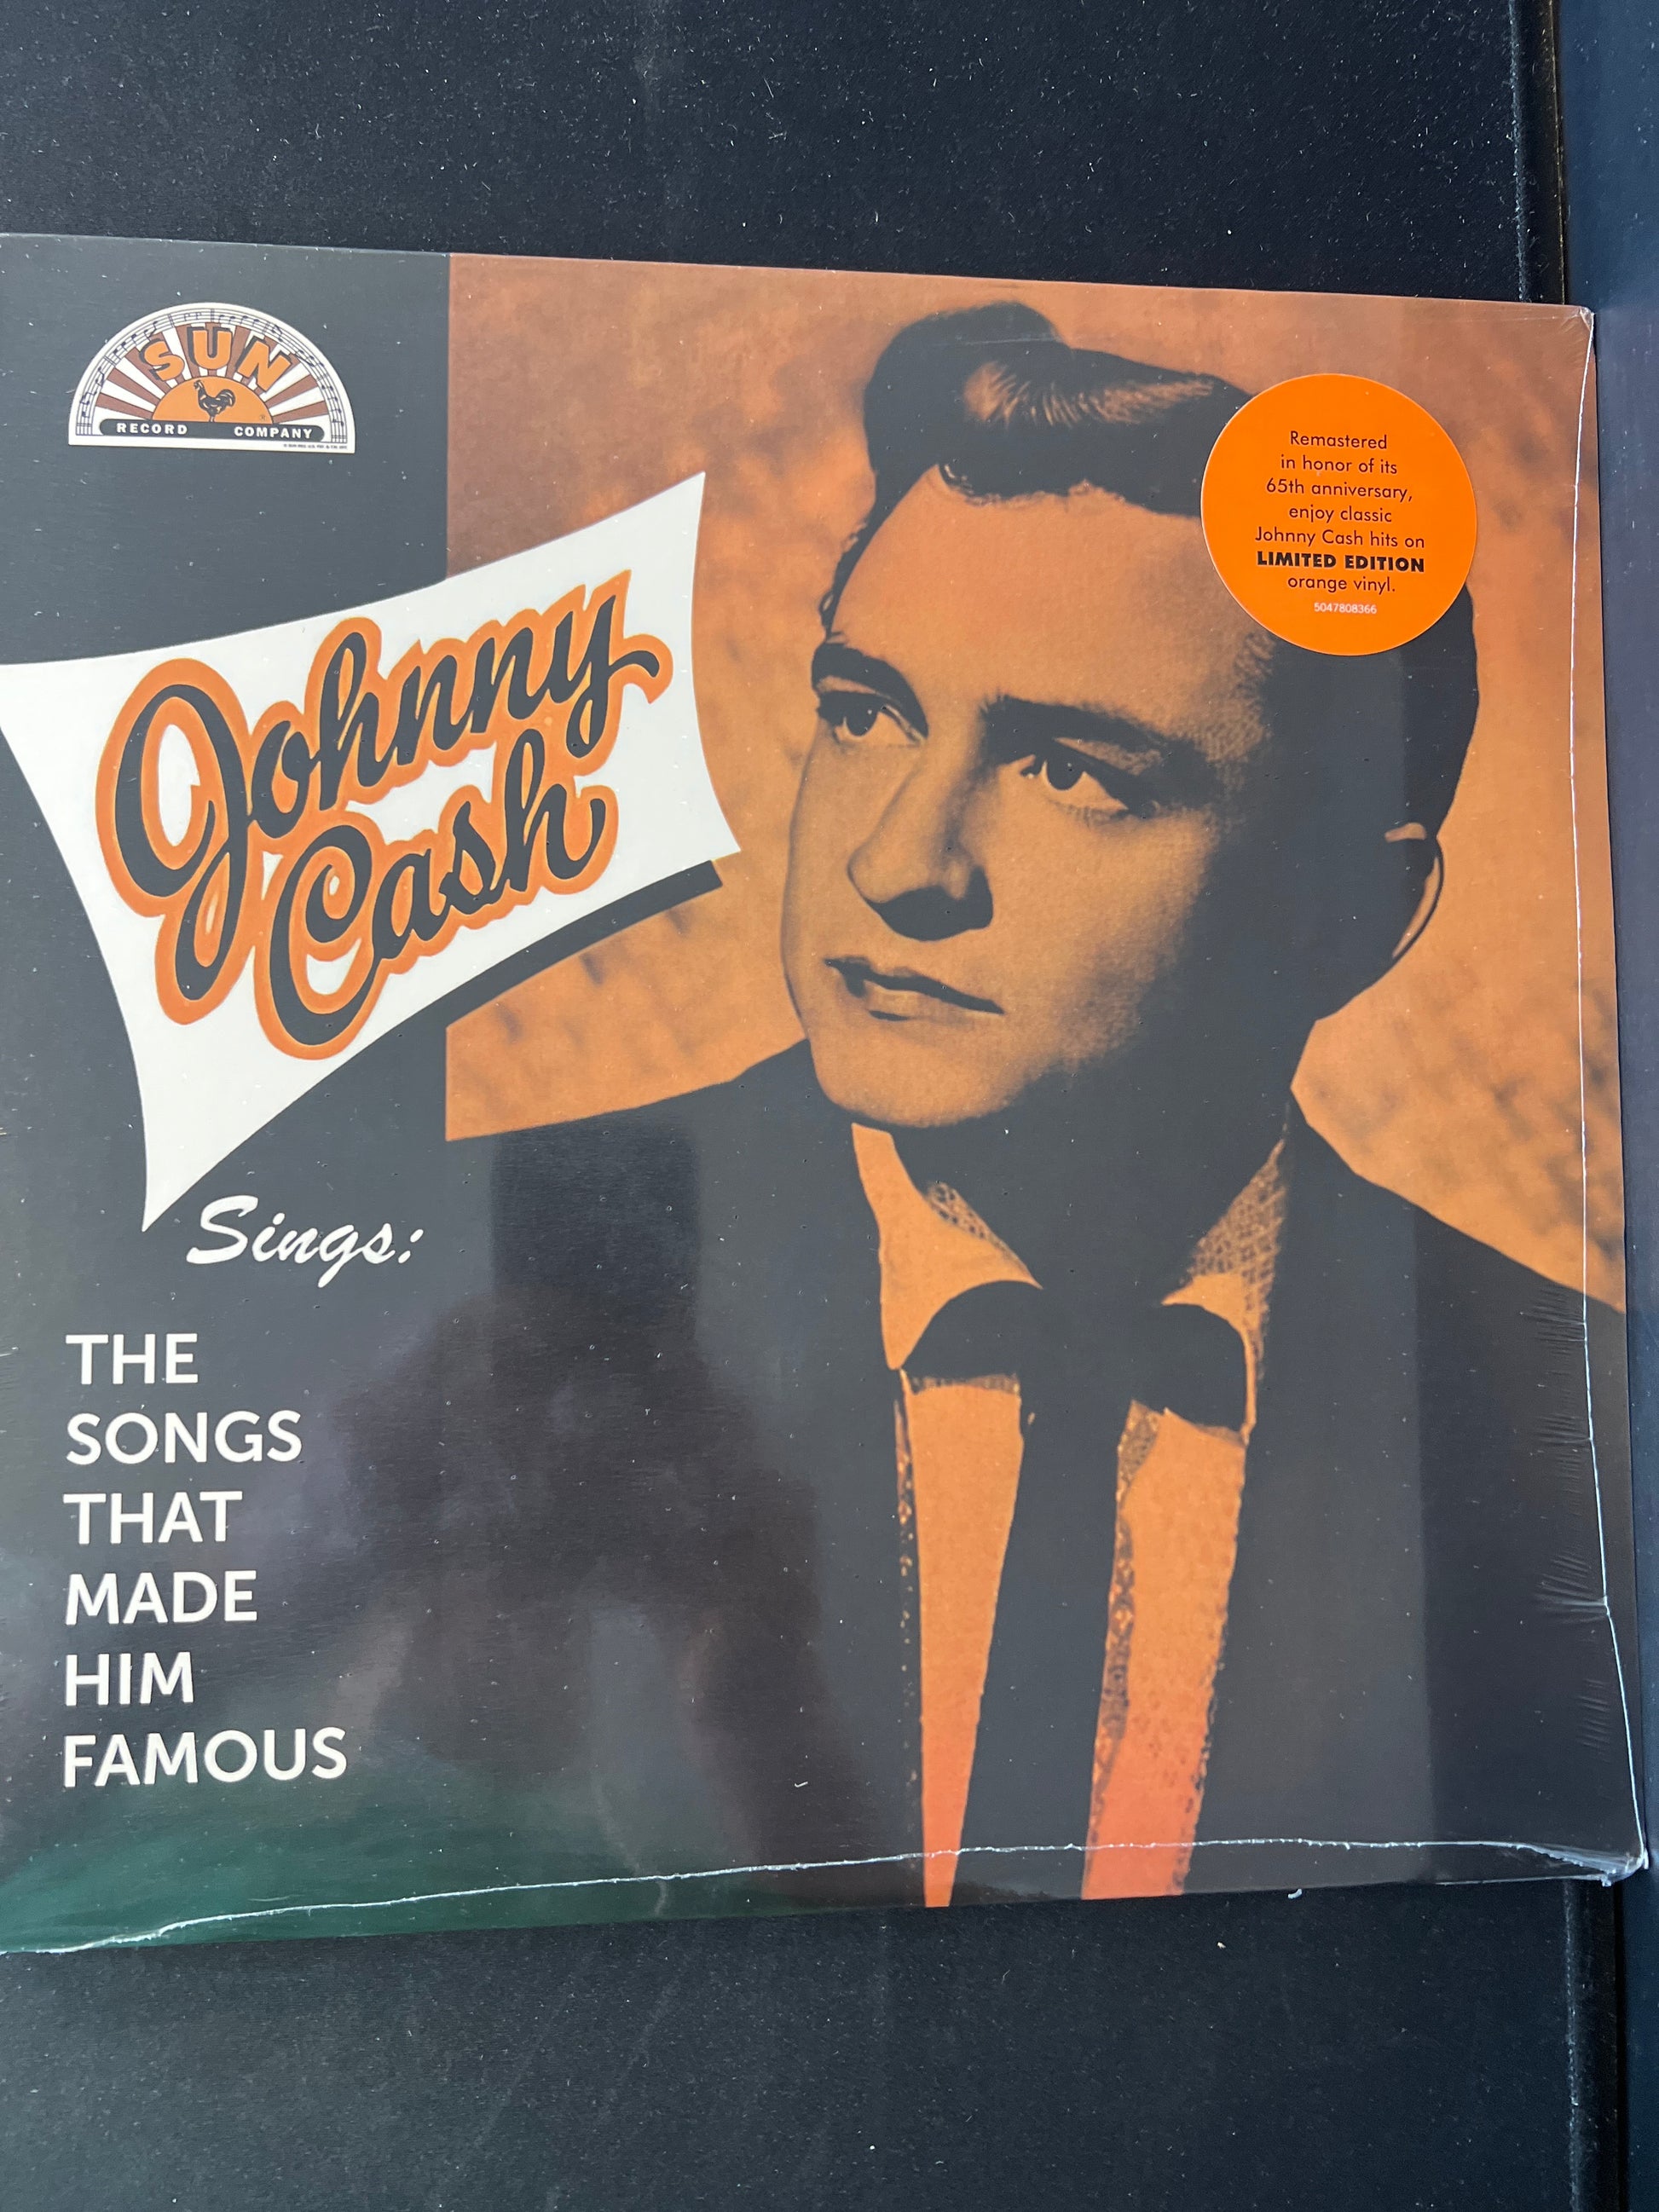 SUN
RECORD COMPANY
Remastered
in honor of its
65th anniversary,
enjoy classic
Johnny Cash hits on
LIMITED EDITION
orange vinyl.
5047808366
Johnny
Cash
Sings:
THE
SONGS
THAT
MADE
HIM
FAMOUS